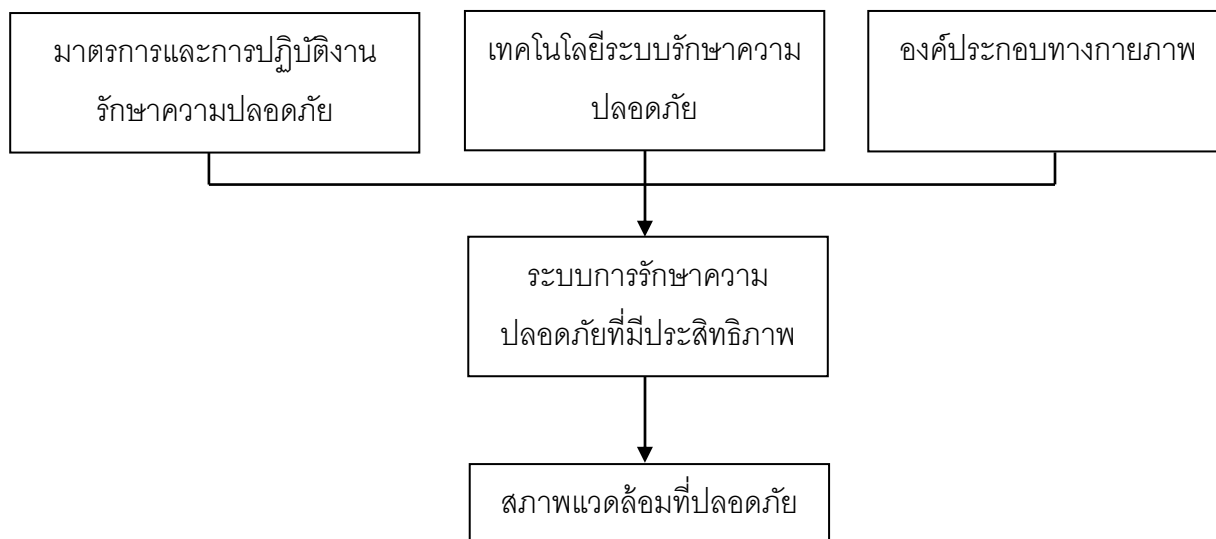 มาตรการและการปฏิบัติงาน
รักษาความปลอดภัย
เทคโนโลยีระบบรักษาความ
ปลอดภัย
องค์ประกอบทางกายภาพ
ระบบการรักษาความ
ปลอดภัยที่มีประสิทธิภาพ
สภาพแวดล้อมที่ปลอดภัย